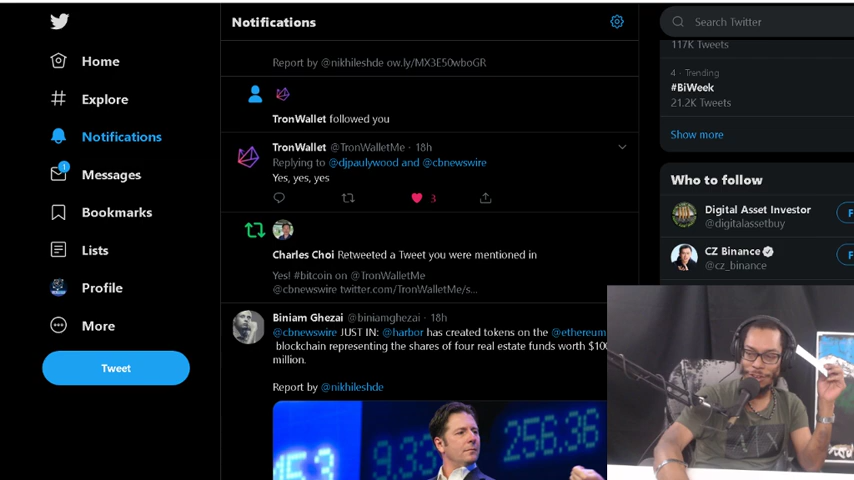 Home
Explore
Notifications
1
Messages
Bookmarks
Lists
Profile
More
Tweet
Notifications
Report by @nikhileshde ow.ly/MX3E50wboGR
TronWallet followed you
TronWallet @TronWalletMe · 18h
Replying to @djpaulywood and @cbnewswire
Yes, yes, yes
3
Charles Choi Retweeted a Tweet you were mentioned in
Yes! #bitcoin on @TronWalletMe
@cbnewswire twitter.com/TronWalletMe/s...
Biniam Ghezai @biniamghezai · 18h
@cbnewswire JUST IN: @harbor has created tokens on the @ethereum
blockchain representing the shares of four real estate funds worth $100
million.
Report by @nikhileshde
9.33
256.36
Search Twitter
117K Tweets
4 · Trending
#BiWeek
21.2K Tweets
Show more
Who to follow
Digital Asset Investor
@digitalassetbuy
F
CZ Binance
@cz_binance
F